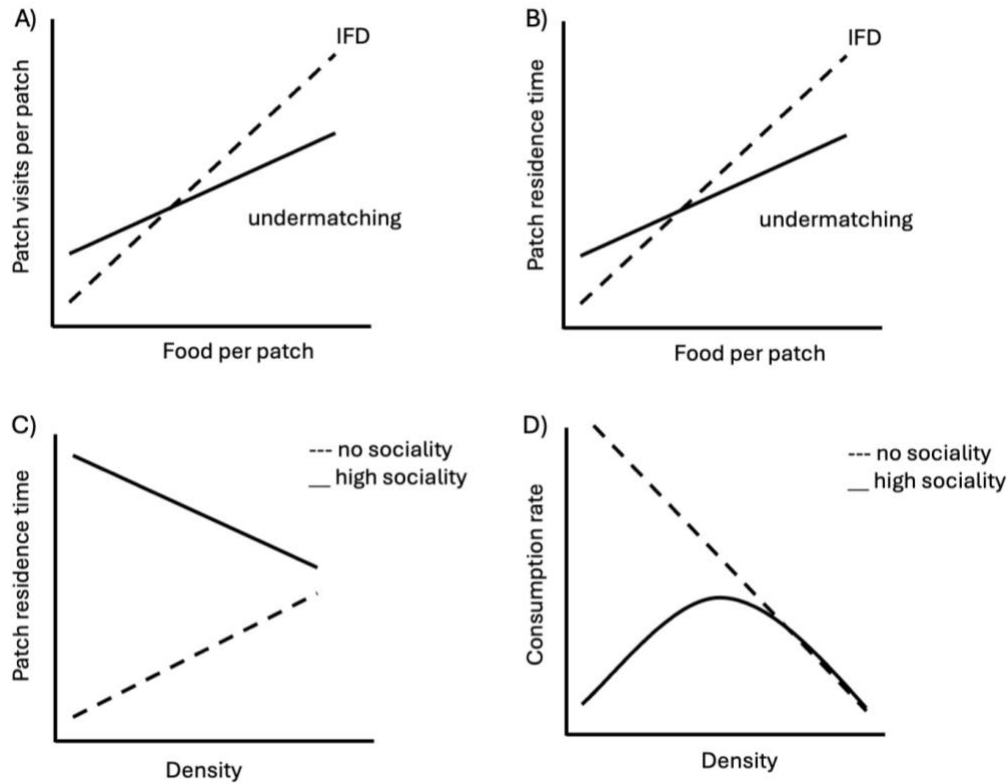 A)
IFD
Patch visits per patch
undermatching
Food per patch
B)
IFD
Patch residence time
undermatching
Food per patch
C)
--- no sociality
__ high sociality
Patch residence time
Density
D)
--- no sociality
__ high sociality
Consumption rate
Density